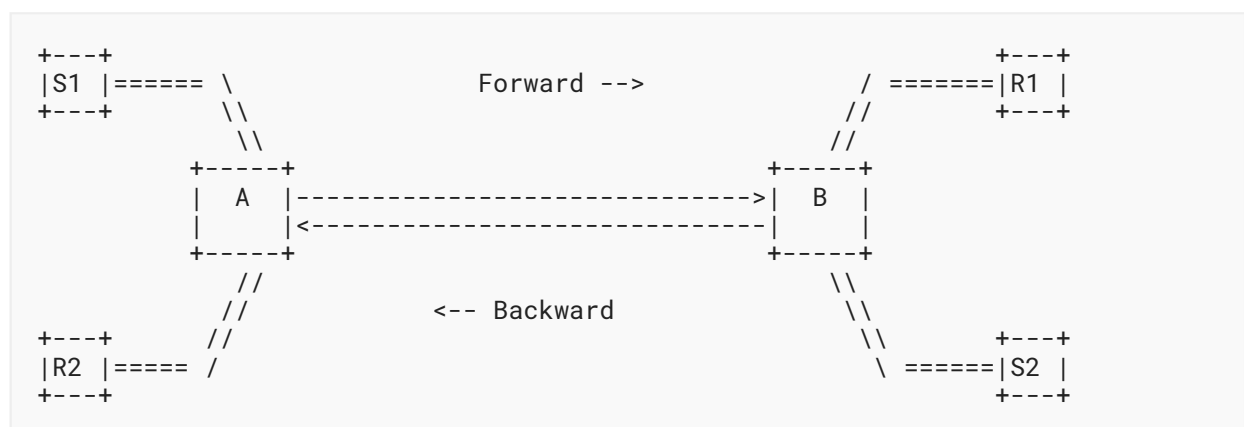 +---+                                                           +---+
|S1 |====== \                 Forward -->              / =======|R1 |
+---+       \\                                        //        +---+
             \\                                      //
          +-----+                               +-----+
          |  A  |------------------------------>|  B  |
          |     |<------------------------------|     |
          +-----+                               +-----+
             //                                      \\
            //             <-- Backward               \\
+---+      //                                          \\       +---+
|R2 |===== /                                            \ ======|S2 |
+---+                                                           +---+